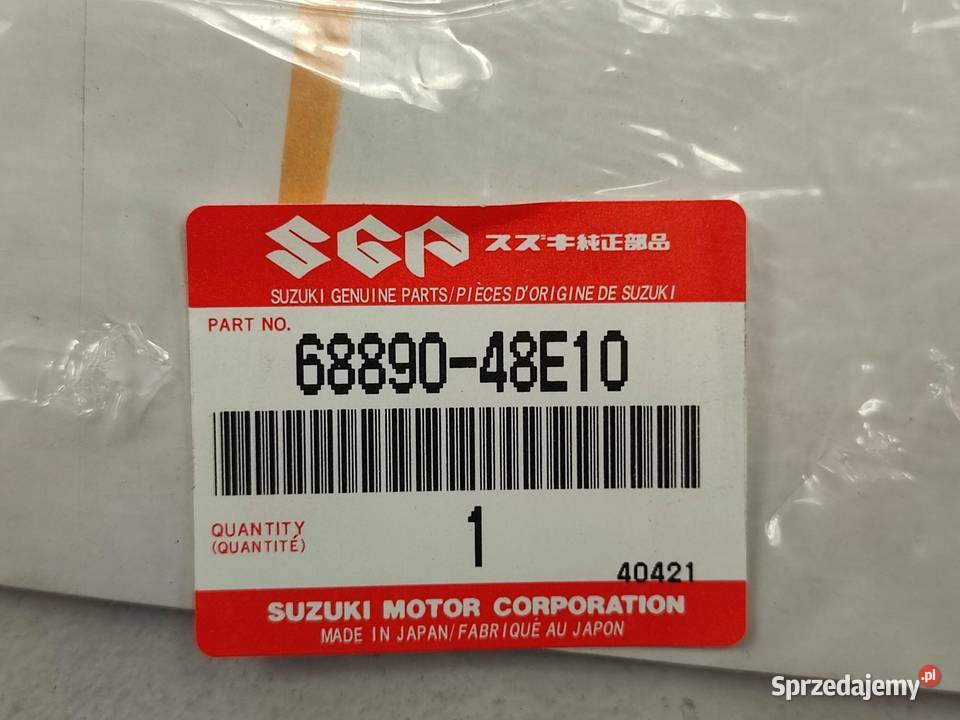 SGP スズキ純正部品
SUZUKI GENUINE PARTS/PIÈCES D'ORIGINE DE SUZUKI
PART NO.
68890-48E10
QUANTITY
(QUANTITÉ)
1
40421
SUZUKI MOTOR CORPORATION
MADE IN JAPAN/FABRIQUÉ AU JAPON
Sprzedajemy.pl